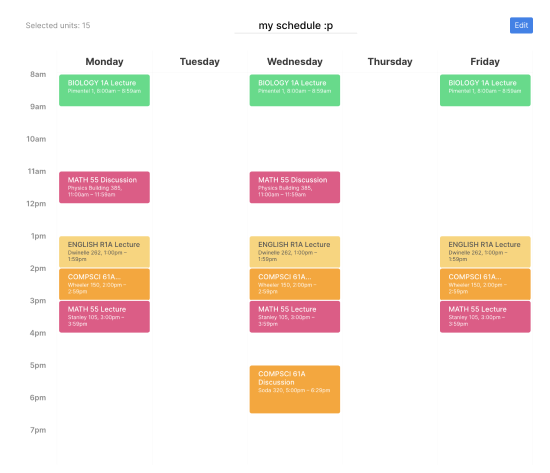 Selected units: 15
my schedule :p
Edit
Monday
Tuesday
Wednesday
Thursday
Friday
8am
BIOLOGY 1A Lecture
Pimentel 1, 8:00am – 8:59am
BIOLOGY 1A Lecture
Pimentel 1, 8:00am – 8:59am
BIOLOGY 1A Lecture
Pimentel 1, 8:00am – 8:59am
9am
10am
11am
MATH 55 Discussion
Physics Building 385,
11:00am – 11:59am
MATH 55 Discussion
Physics Building 385,
11:00am – 11:59am
12pm
1pm
ENGLISH R1A Lecture
Dwinelle 262, 1:00pm –
1:59pm
ENGLISH R1A Lecture
Dwinelle 262, 1:00pm –
1:59pm
ENGLISH R1A Lecture
Dwinelle 262, 1:00pm –
1:59pm
2pm
COMPSCI 61A...
Wheeler 150, 2:00pm –
2:59pm
COMPSCI 61A...
Wheeler 150, 2:00pm –
2:59pm
COMPSCI 61A...
Wheeler 150, 2:00pm –
2:59pm
3pm
MATH 55 Lecture
Stanley 105, 3:00pm –
3:59pm
MATH 55 Lecture
Stanley 105, 3:00pm –
3:59pm
MATH 55 Lecture
Stanley 105, 3:00pm –
3:59pm
4pm
5pm
COMPSCI 61A
Discussion
Soda 320, 5:00pm – 6:29pm
6pm
7pm